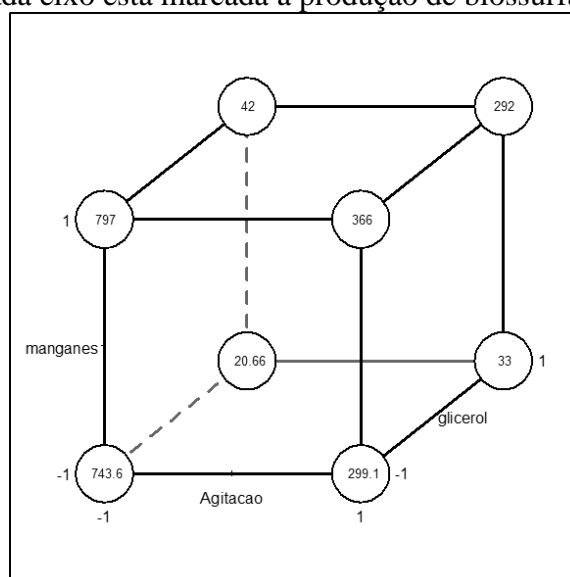 ada eixo está marcada a produção de biossurfa
42 292
1 797 366
manganes
20.66 33 1
glicerol
-1 743.6 299.1 -1
Agitacao
-1 1